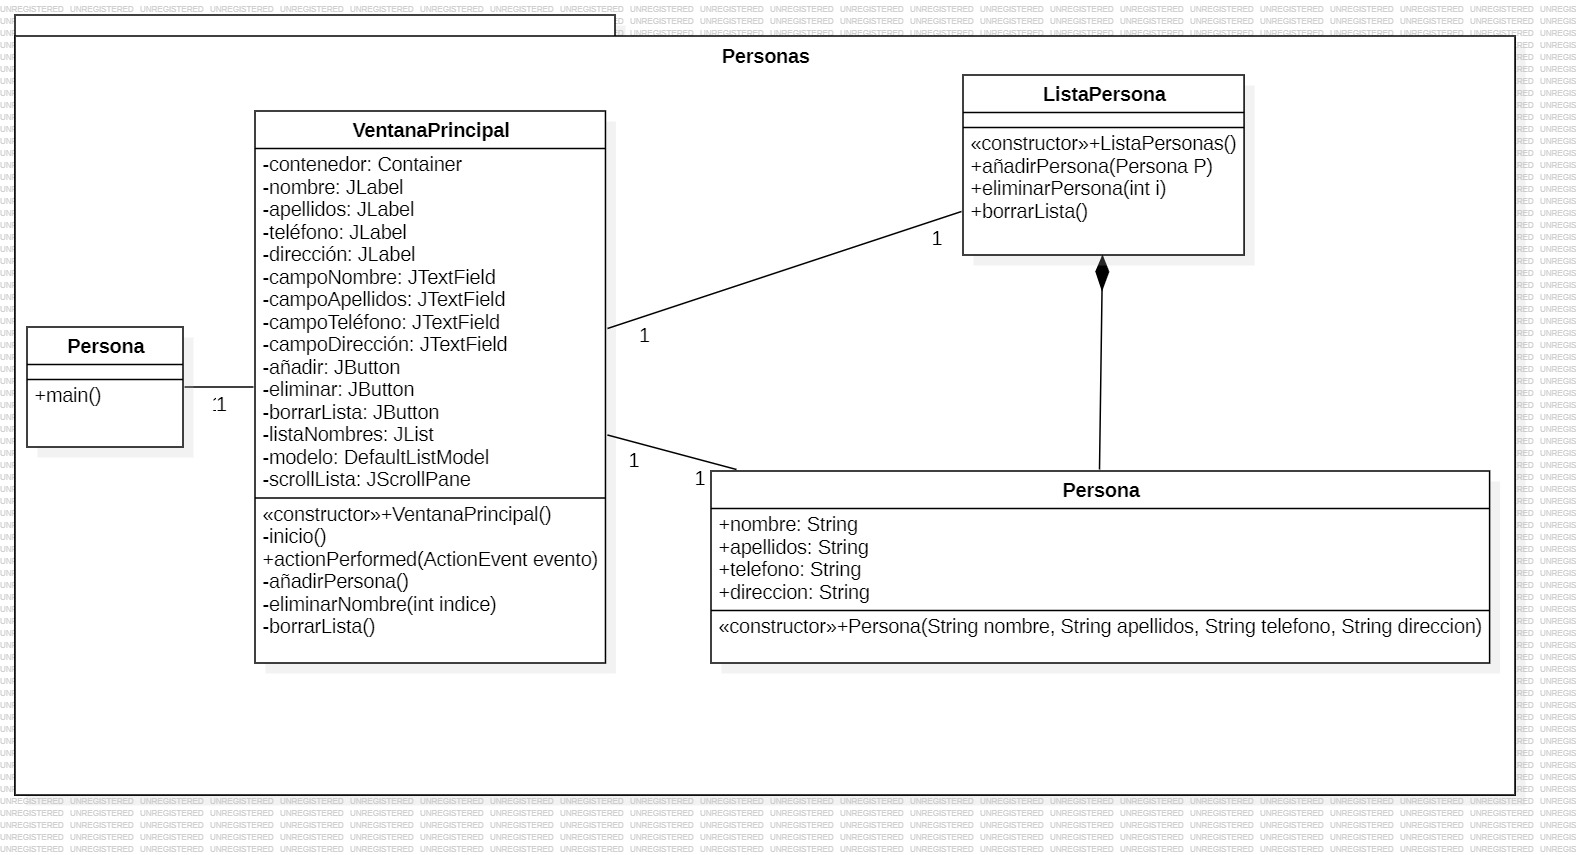 Personas
Persona
+main()
1
VentanaPrincipal
-contenedor: Container
-nombre: JLabel
-apellidos: JLabel
-teléfono: JLabel
-dirección: JLabel
-campoNombre: JTextField
-campoApellidos: JTextField
-campoTeléfono: JTextField
-campoDirección: JTextField
-añadir: JButton
-eliminar: JButton
-borrarLista: JButton
-listaNombres: JList
-modelo: DefaultListModel
-scrollLista: JScrollPane
«constructor»+VentanaPrincipal()
-inicio()
+actionPerformed(ActionEvent evento)
-añadirPersona()
-eliminarNombre(int indice)
-borrarLista()
1
1
ListaPersona
«constructor»+ListaPersonas()
+añadirPersona(Persona P)
+eliminarPersona(int i)
+borrarLista()
1
1
Persona
+nombre: String
+apellidos: String
+telefono: String
+direccion: String
«constructor»+Persona(String nombre, String apellidos, String telefono, String direccion)
UNREGISTERED